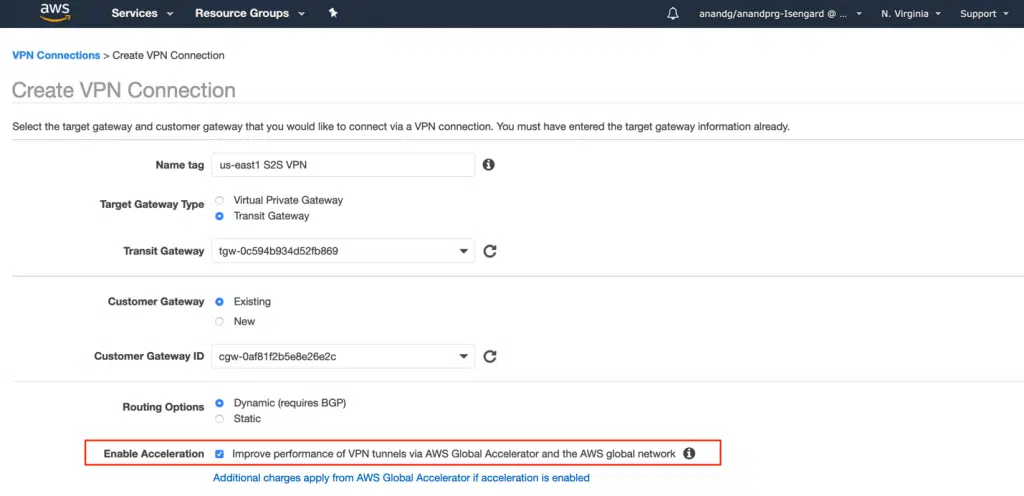 aws Services Resource Groups anandg/anandprg-Isengard @ ... N. Virginia Support
VPN Connections > Create VPN Connection
Create VPN Connection
Select the target gateway and customer gateway that you would like to connect via a VPN connection. You must have entered the target gateway information already.
Name tag us-east1 S2S VPN
Target Gateway Type Virtual Private Gateway
Transit Gateway
Transit Gateway tgw-0c594b934d52fb869
Customer Gateway Existing
New
Customer Gateway ID cgw-0af81f2b5e8e26e2c
Routing Options Dynamic (requires BGP)
Static
Enable Acceleration Improve performance of VPN tunnels via AWS Global Accelerator and the AWS global network
Additional charges apply from AWS Global Accelerator if acceleration is enabled